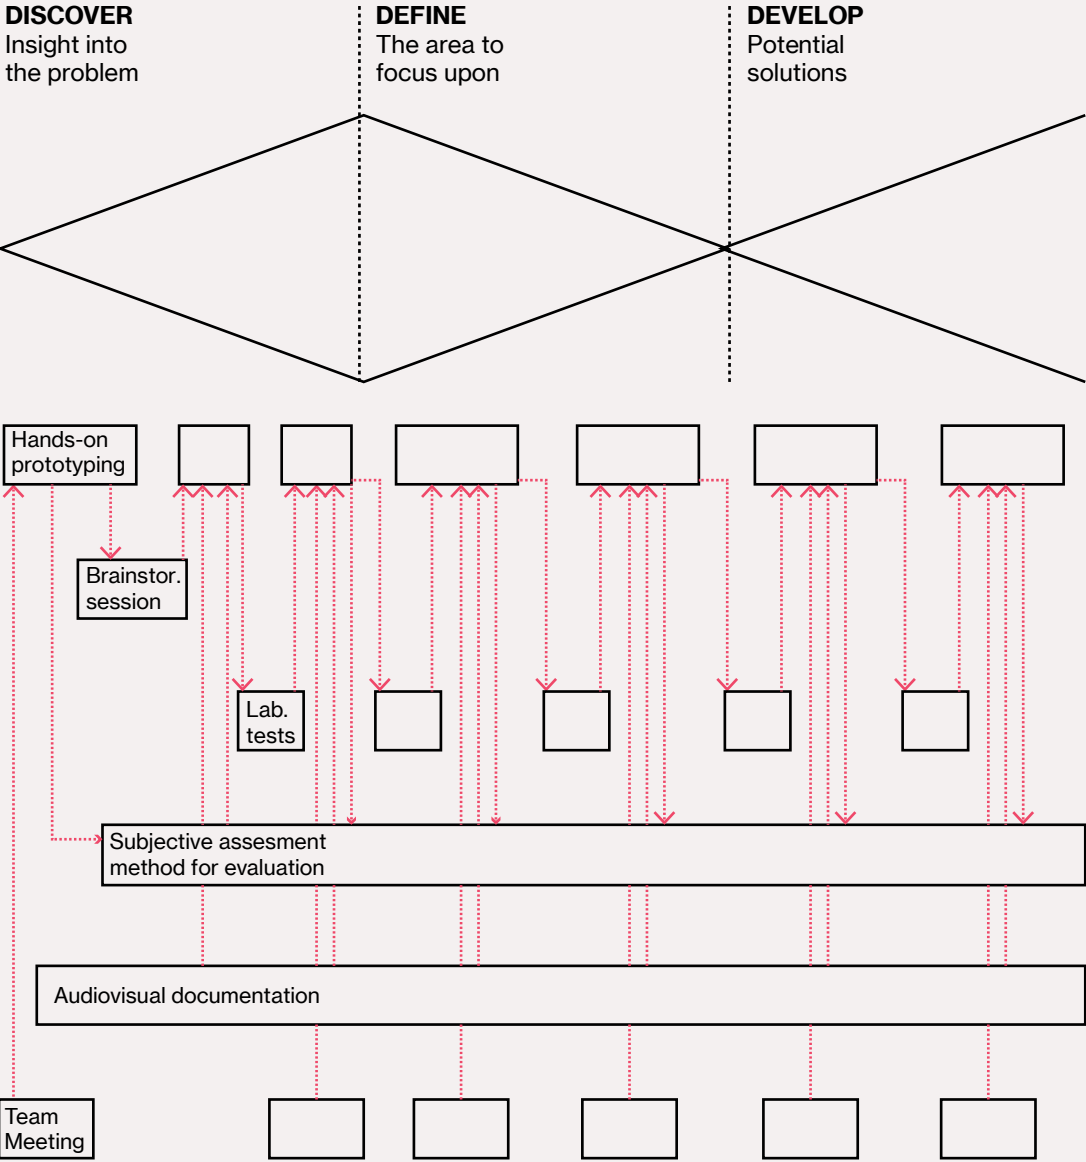 DISCOVER
Insight into
the problem
DEFINE
The area to
focus upon
DEVELOP
Potential
solutions
Hands-on
prototyping
Brainstor.
session
Lab.
tests
Subjective assesment
method for evaluation
Audiovisual documentation
Team
Meeting